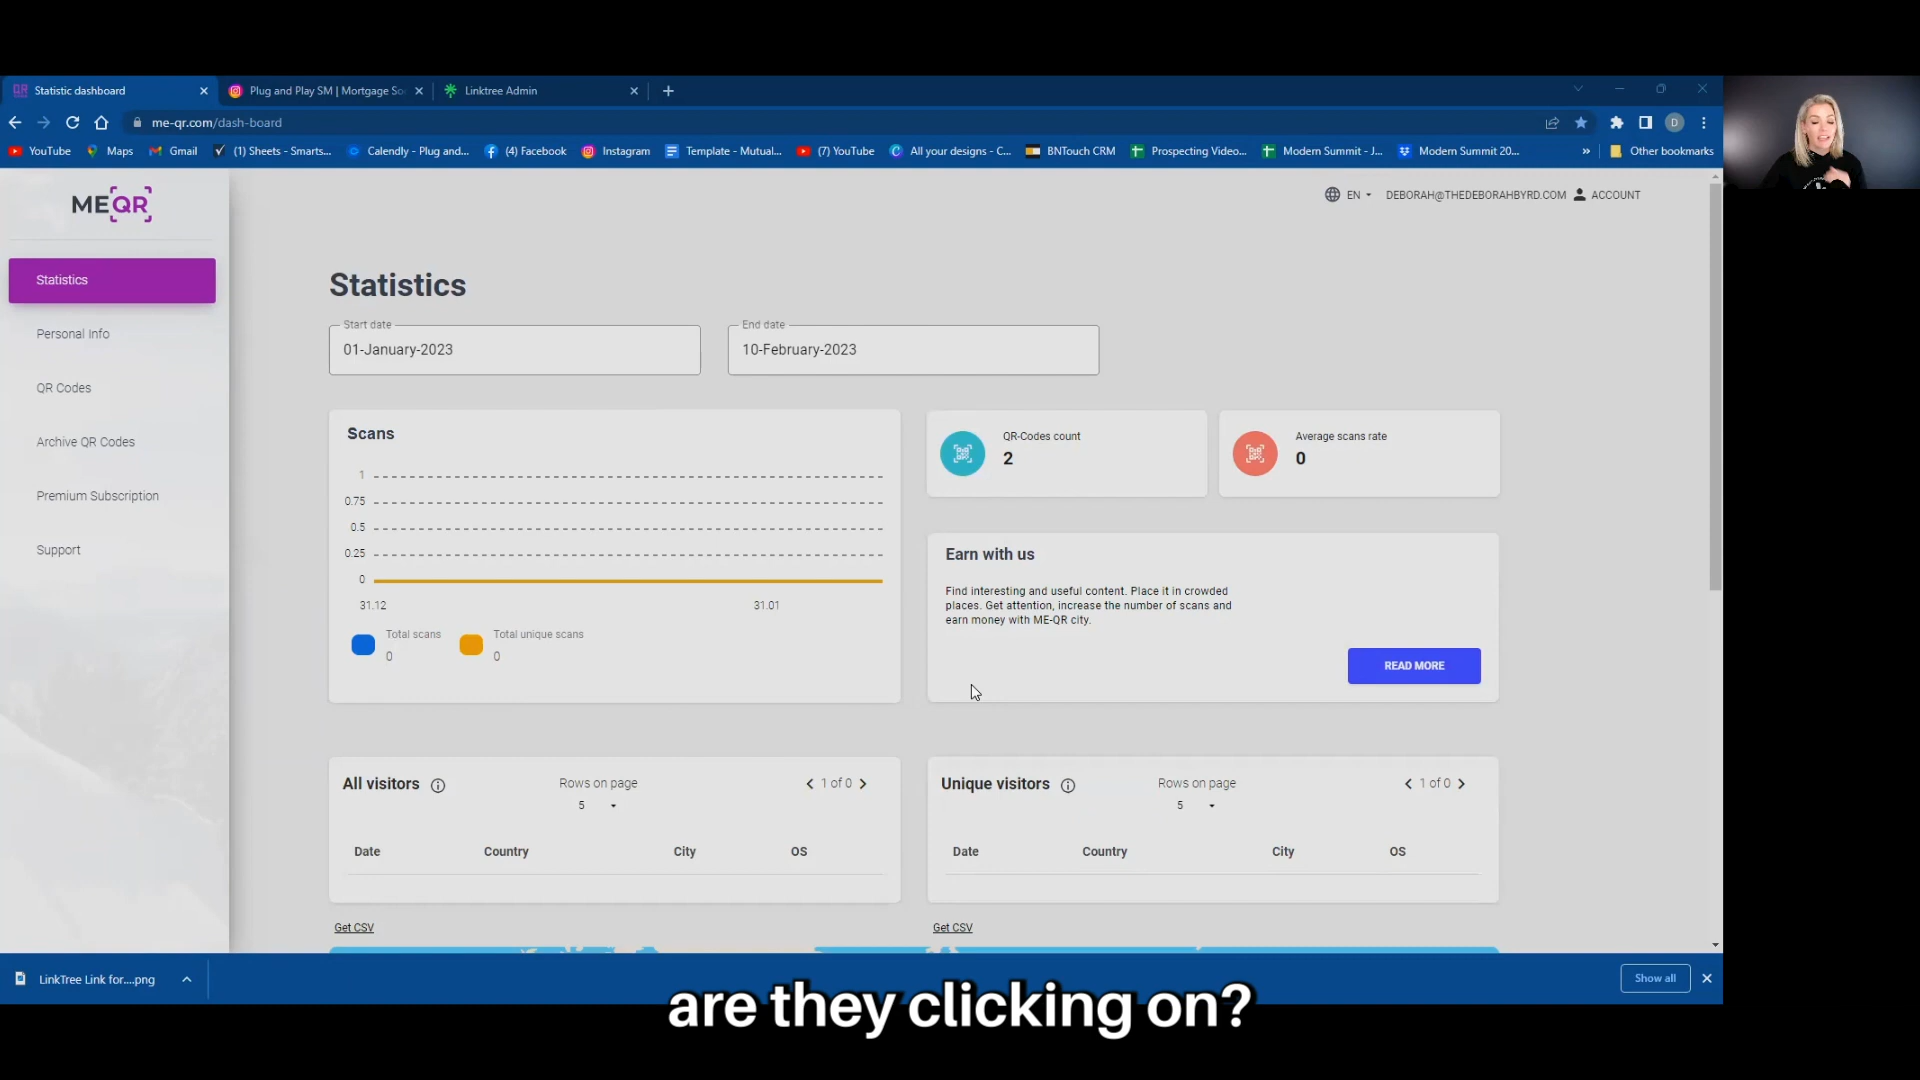 Statistic dashboard
Plug and Play SM | Mortgage So
Linktree Admin
me-qr.com/dash-board
D
YouTube
Maps
Gmail
(1) Sheets - Smarts...
Calendly - Plug and...
(4) Facebook
Instagram
Template - Mutual...
(7) YouTube
All your designs - C...
BNTouch CRM
Prospecting Video...
Modern Summit - J...
Modern Summit 20...
»
Other bookmarks
MEQR
EN
DEBORAH@THEDEBORAHBYRD.COM
ACCOUNT
Statistics
Personal Info
QR Codes
Archive QR Codes
Premium Subscription
Support
Statistics
Start date
01-January-2023
End date
10-February-2023
Scans
1
0.75
0.5
0.25
0
31.12
31.01
Total scans
0
Total unique scans
0
QR-Codes count
2
Average scans rate
0
Earn with us
Find interesting and useful content. Place it in crowded
places. Get attention, increase the number of scans and
earn money with ME-QR city.
READ MORE
All visitors
Rows on page
5
1 of 0
Date
Country
City
OS
Get CSV
Unique visitors
Rows on page
5
1 of 0
Date
Country
City
OS
Get CSV
LinkTree Link for....png
Show all
are they clicking on?